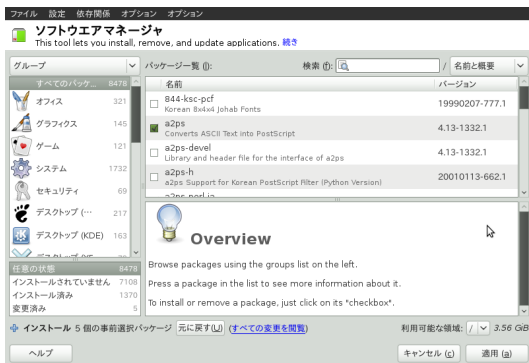 ファイル 設定 依存関係 オプション オプション
ソフトウエアマネージャ
This tool lets you install, remove, and update applications. 続き
グループ
パッケージ一覧 (l):
検索 (f):
/ 名前と概要
すべてのパッケ... 8478
オフィス 321
グラフィックス 145
ゲーム 121
システム 1732
セキュリティ 69
デスクトップ (… 217
デスクトップ (KDE) 163
名前 バージョン
844-ksc-pcf
Korean 8x4x4 Johab Fonts
19990207-777.1
a2ps
Converts ASCII Text into PostScript
4.13-1332.1
a2ps-devel
Library and header file for the interface of a2ps
4.13-1332.1
a2ps-h
a2ps Support for Korean PostScript Filter (Python Version)
20010113-662.1
a2ps-perl-ja
任意の状態 8478
インストールされていません 7108
インストール済み 1370
変更済み 5
Overview
Browse packages using the groups list on the left.
Press a package in the list to see more information about it.
To install or remove a package, just click on its "checkbox".
インストール 5 個の事前選択パッケージ 元に戻す(U) (すべての変更を閲覧)
利用可能な領域: / 3.56 GiB
ヘルプ
キャンセル (c)
適用 (a)